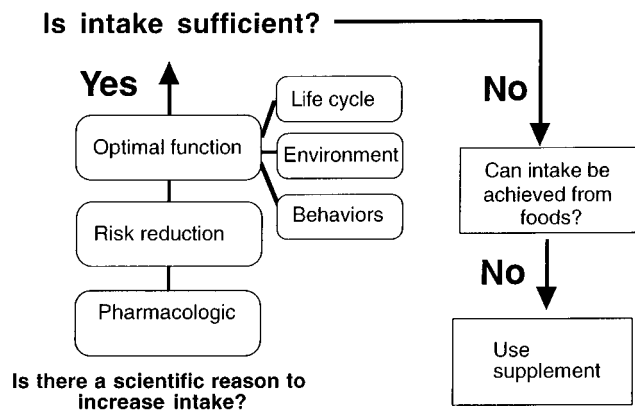 Is intake sufficient?
Yes
No
Life cycle
Optimal function
Environment
Behaviors
Risk reduction
Pharmacologic
Can intake be
achieved from
foods?
No
Use
supplement
Is there a scientific reason to
increase intake?